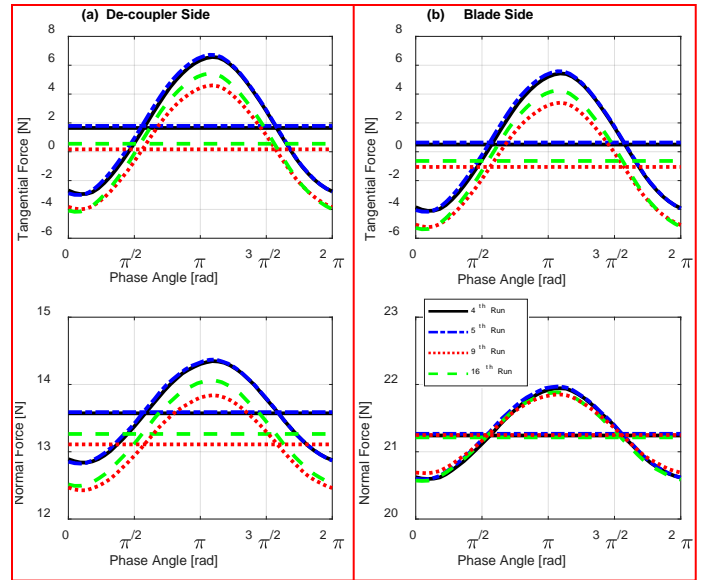 (a) De-coupler Side
(b) Blade Side
8
6
4
2
0
-2
-4
-6
Tangential Force [N]
0
π/2
π
3 π/2
2 π
Phase Angle [rad]
8
6
4
2
0
-2
-4
-6
Tangential Force [N]
0
π/2
π
3 π/2
2 π
Phase Angle [rad]
15
14
13
12
Normal Force [N]
0
π/2
π
3 π/2
2 π
Phase Angle [rad]
23
22
21
20
Normal Force [N]
4 th Run
5 th Run
9 th Run
16 th Run
0
π/2
π
3 π/2
2 π
Phase Angle [rad]